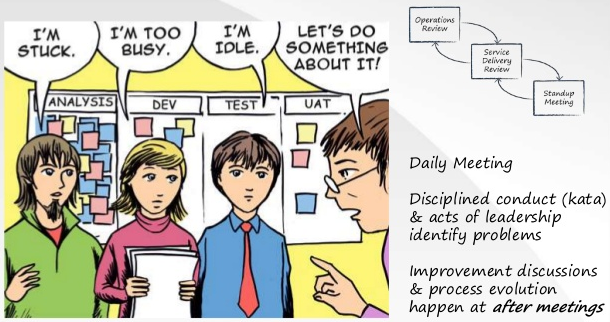 I'M
STUCK.
I'M TOO
BUSY.
I'M
IDLE.
LET'S DO
SOMETHING
ABOUT IT!
ANALYSIS
DEV
TEST
UAT
Operations
Review
Service
Delivery
Review
Standup
Meeting
Daily Meeting
Disciplined conduct (kata)
& acts of leadership
identify problems
Improvement discussions
& process evolution
happen at after meetings